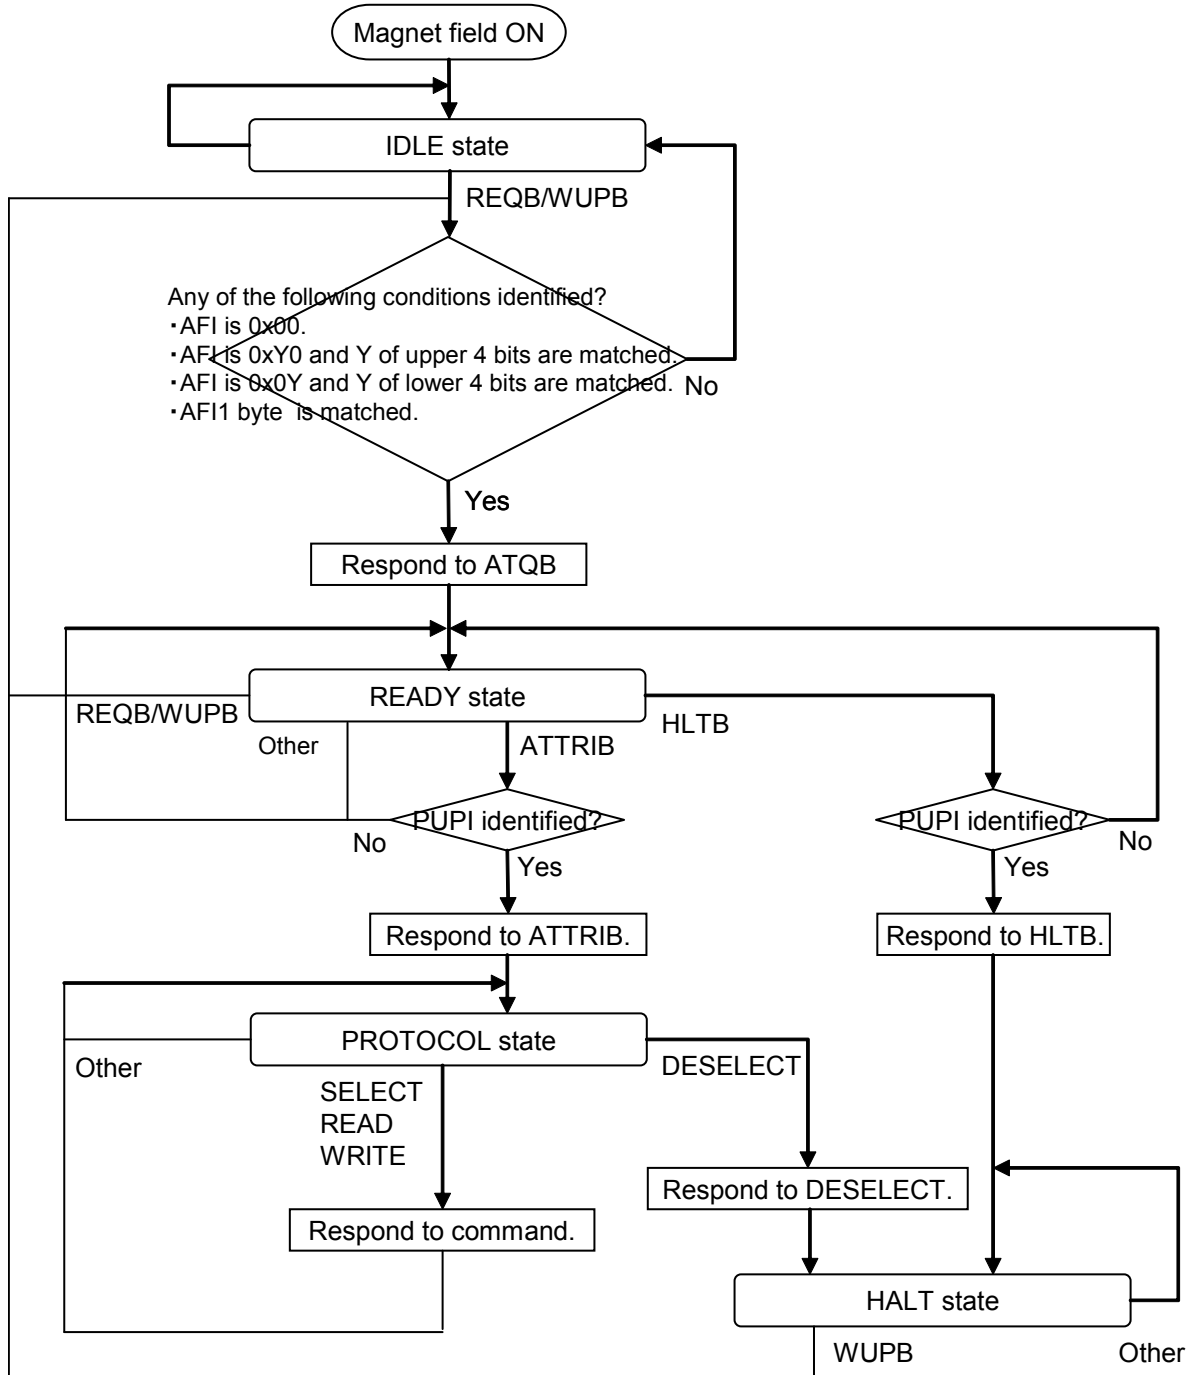 Magnet field ON
IDLE state
REQB/WUPB
Any of the following conditions identified?
・AFI is 0x00.
・AFI is 0xY0 and Y of upper 4 bits are matched.
・AFI is 0x0Y and Y of lower 4 bits are matched.
・AFI1 byte  is matched.
No
Yes
Respond to ATQB
READY state
REQB/WUPB
HLTB
Other
ATTRIB
PUPI identified?
PUPI identified?
No
No
Yes
Yes
Respond to ATTRIB.
Respond to HLTB.
PROTOCOL state
Other
DESELECT
SELECT
READ
WRITE
Respond to DESELECT.
Respond to command.
HALT state
WUPB
Other